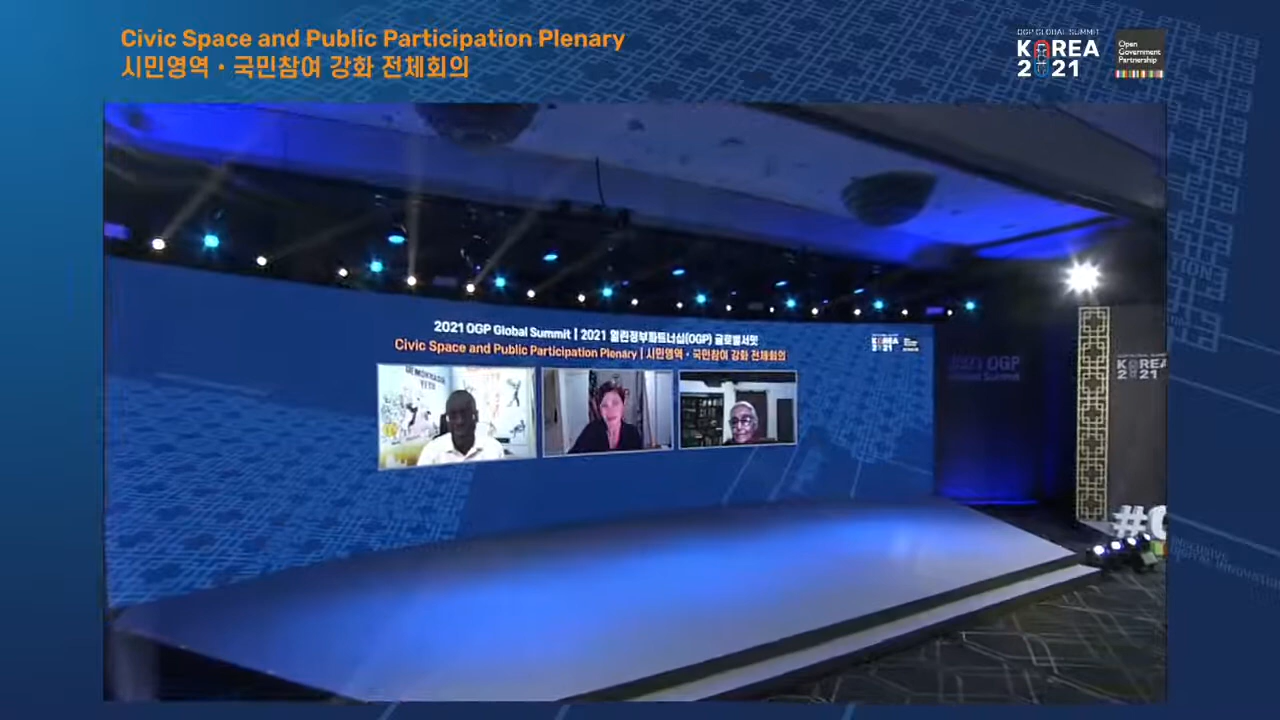 Civic Space and Public Participation Plenary
시민영역・국민참여 강화 전체회의
OGP GLOBAL SUMMIT
KOREA
2021
Open
Government
Partnership
2021 OGP Global Summit | 2021 열린정부파트너십(OGP) 글로벌서밋
Civic Space and Public Participation Plenary | 시민영역・국민참여 강화 전체회의
KOREA
2021
2021 OGP
Global Summit
KOREA
2021